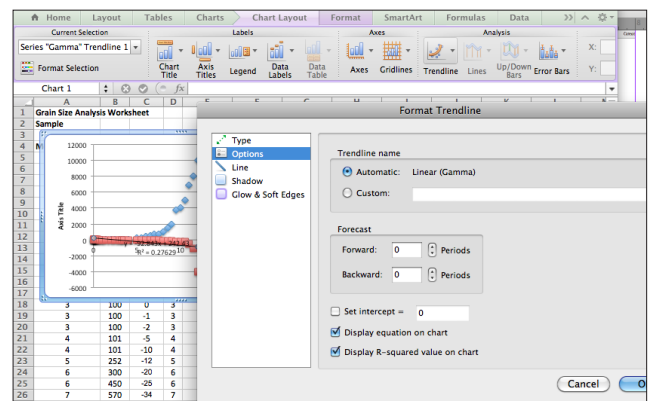 Home Layout Tables Charts Chart Layout Format SmartArt Formulas Data >>
Current Selection Labels Axes Analysis
Series "Gamma" Trendline 1
Format Selection
Chart Title Axis Titles Legend Data Labels Data Table Axes Gridlines Trendline Lines Up/Down Bars Error Bars
X:
Y:
Chart 1 fx
A B C D
1 Grain Size Analysis Worksheet
2 Sample
3
4
5
6
7
8
9
10
11
12
13
14
15
16
17
12000
10000
8000
6000
4000
2000
0
-2000
-4000
-6000
Axis Title
0 5 10
R² = 0.27629
18 3 100 0 3
19 3 100 -1 3
20 3 100 -2 3
21 4 101 -5 4
22 4 101 -10 4
23 5 252 -12 5
24 6 300 -20 6
25 6 450 -25 6
26 7 570 -34 7
Format Trendline
Type
Options
Line
Shadow
Glow & Soft Edges
Trendline name
Automatic: Linear (Gamma)
Custom:
Forecast
Forward: 0 Periods
Backward: 0 Periods
Set intercept = 0
Display equation on chart
Display R-squared value on chart
Cancel